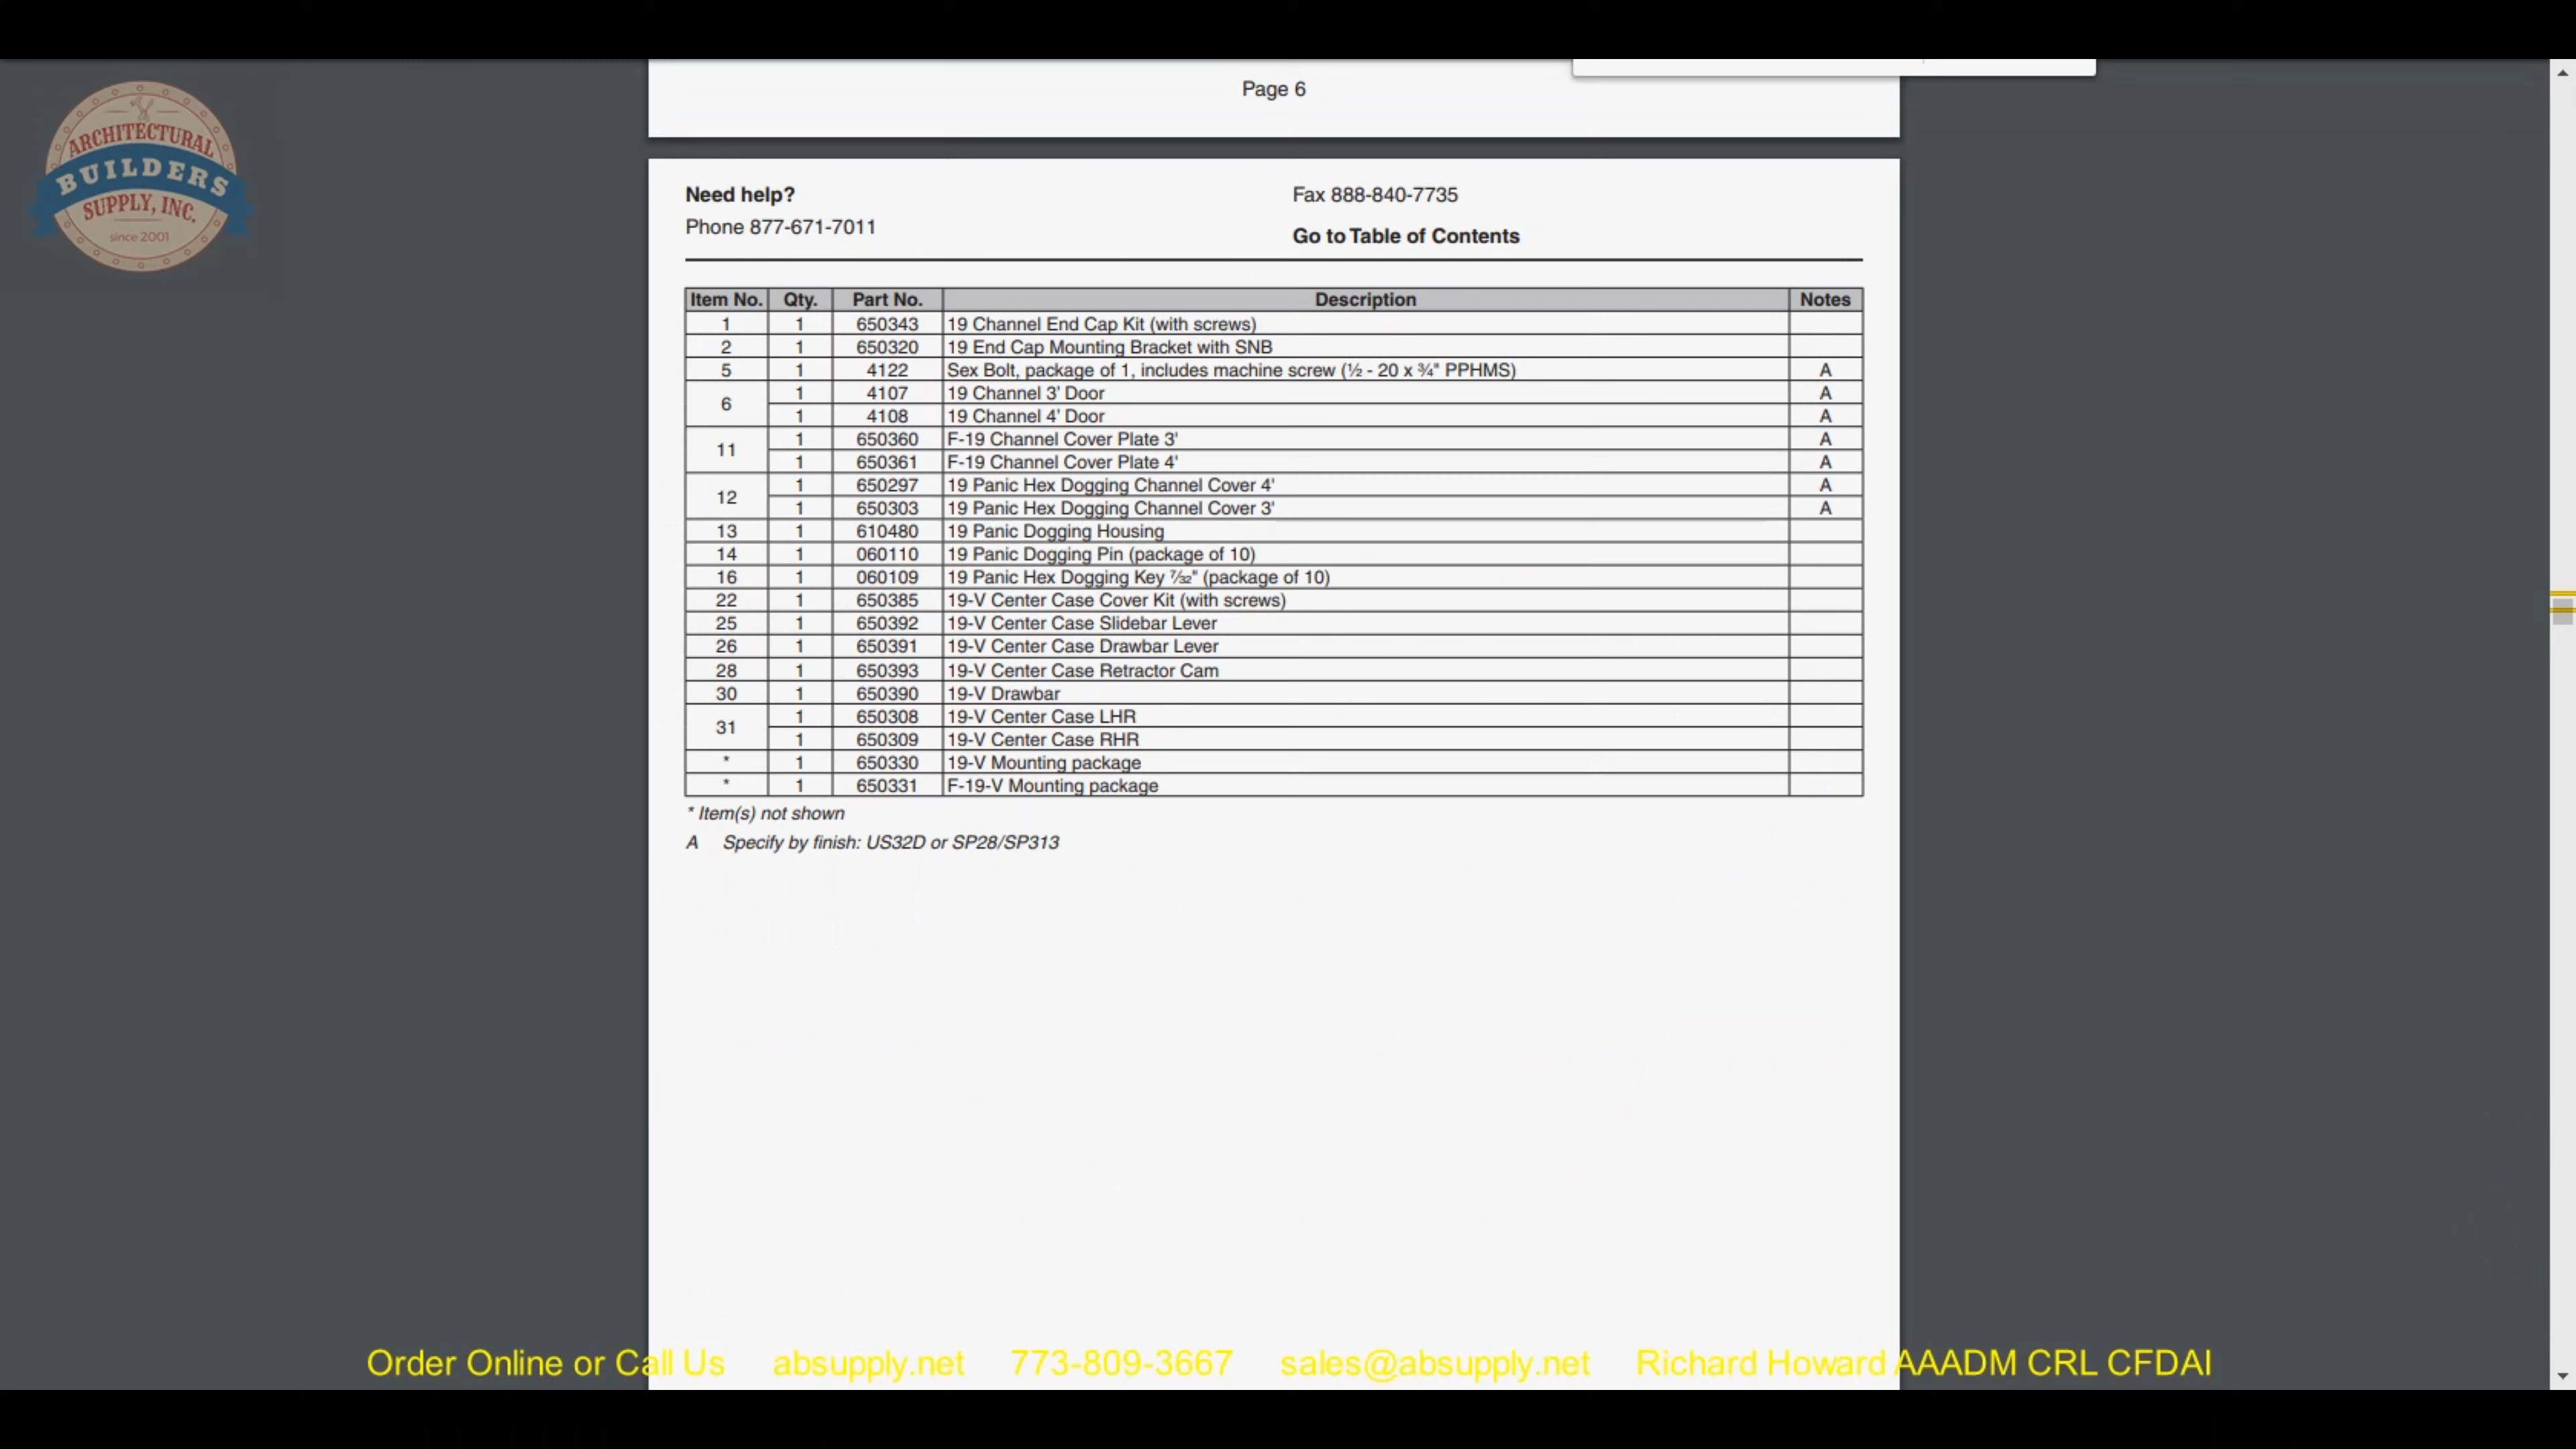 Page 6
ARCHITECTURAL
BUILDERS
SUPPLY, INC.
since 2001
Need help?
Phone 877-671-7011
Fax 888-840-7735
Go to Table of Contents
Item No. Qty. Part No. Description Notes
1 1 650343 19 Channel End Cap Kit (with screws)
2 1 650320 19 End Cap Mounting Bracket with SNB
5 1 4122 Sex Bolt, package of 1, includes machine screw (½ - 20 x ¾" PPHMS) A
6 1 4107 19 Channel 3' Door A
1 4108 19 Channel 4' Door A
11 1 650360 F-19 Channel Cover Plate 3' A
1 650361 F-19 Channel Cover Plate 4' A
12 1 650297 19 Panic Hex Dogging Channel Cover 4' A
1 650303 19 Panic Hex Dogging Channel Cover 3' A
13 1 610480 19 Panic Dogging Housing
14 1 060110 19 Panic Dogging Pin (package of 10)
16 1 060109 19 Panic Hex Dogging Key 7/32" (package of 10)
22 1 650385 19-V Center Case Cover Kit (with screws)
25 1 650392 19-V Center Case Slidebar Lever
26 1 650391 19-V Center Case Drawbar Lever
28 1 650393 19-V Center Case Retractor Cam
30 1 650390 19-V Drawbar
31 1 650308 19-V Center Case LHR
1 650309 19-V Center Case RHR
* 1 650330 19-V Mounting package
* 1 650331 F-19-V Mounting package
* Item(s) not shown
A Specify by finish: US32D or SP28/SP313
Order Online or Call Us absupply.net 773-809-3667 sales@absupply.net Richard Howard AAADM CRL CFDAI